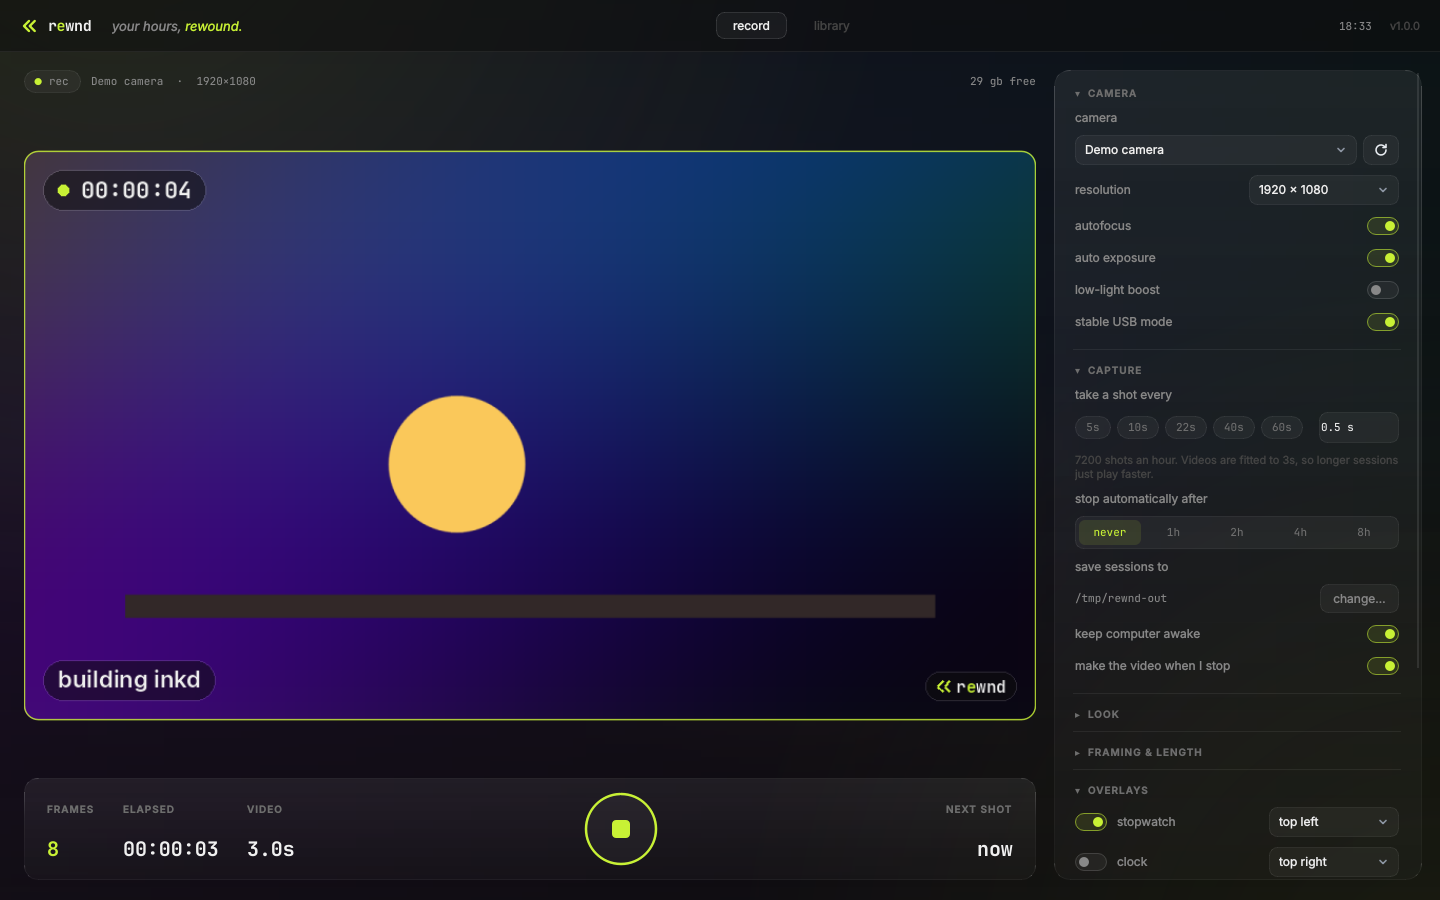 rewnd your hours, rewound. record library 18:33 v1.0.0
rec Demo camera · 1920×1080 29 gb free
00:00:04
building inkd
rewnd
FRAMES ELAPSED VIDEO NEXT SHOT
8 00:00:03 3.0s now
CAMERA
camera
Demo camera
resolution 1920 × 1080
autofocus
auto exposure
low-light boost
stable USB mode
CAPTURE
take a shot every
5s 10s 22s 40s 60s 0.5 s
7200 shots an hour. Videos are fitted to 3s, so longer sessions
just play faster.
stop automatically after
never 1h 2h 4h 8h
save sessions to
/tmp/rewnd-out change...
keep computer awake
make the video when I stop
LOOK
FRAMING & LENGTH
OVERLAYS
stopwatch top left
clock top right